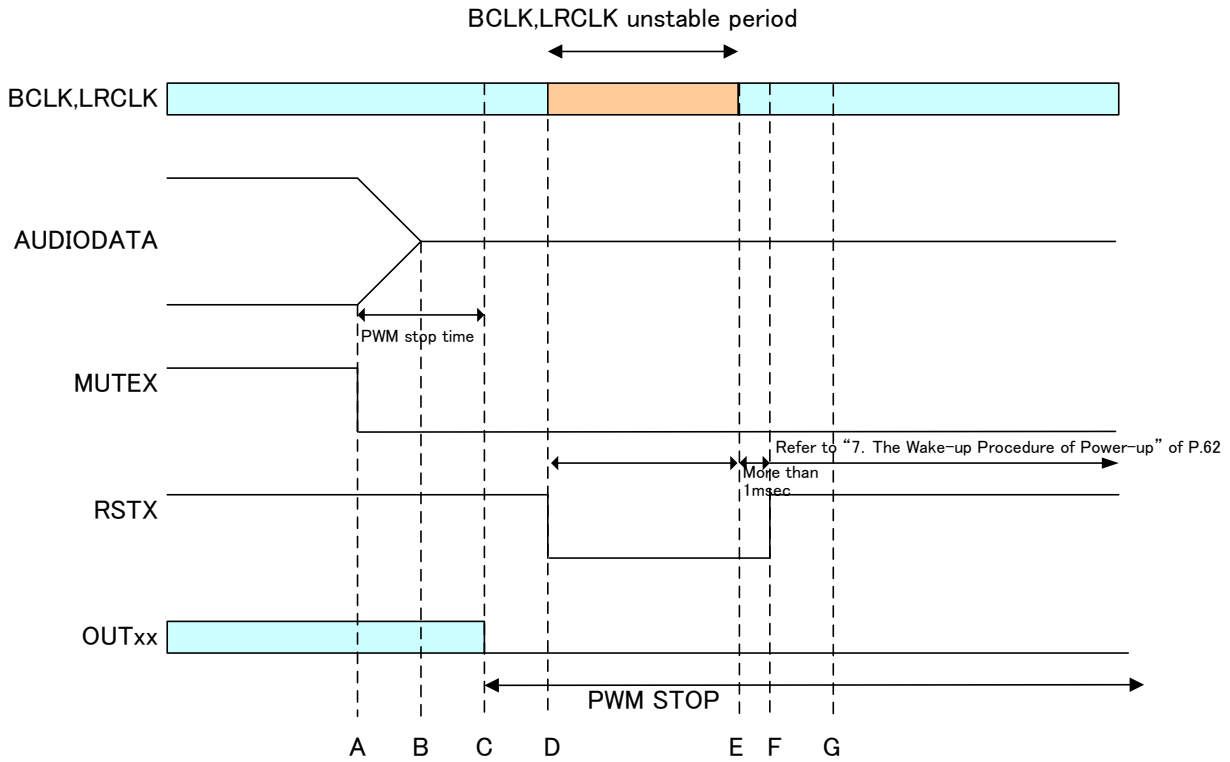 BCLK,LRCLK unstable period
BCLK,LRCLK
AUDIODATA
PWM stop time
MUTEX
Refer to “7. The Wake-up Procedure of Power-up” of P.62
More than
1msec
RSTX
OUTxx
PWM STOP
A B C D E F G